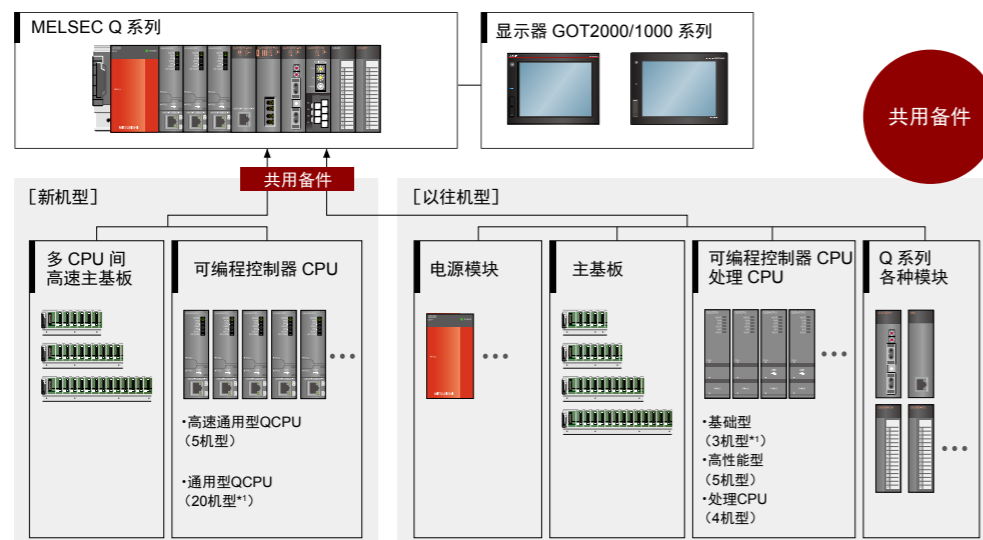 MELSEC Q 系列
显示器 GOT2000/1000 系列
共用备件
共用备件
［新机型］
［以往机型］
多 CPU 间
高速主基板
可编程控制器 CPU
电源模块
主基板
可编程控制器 CPU
处理 CPU
Q 系列
各种模块
・高速通用型QCPU
（5机型）
・通用型QCPU
（20机型*1）
・基础型
（3机型*1）
・高性能型
（5机型）
・处理CPU
（4机型）